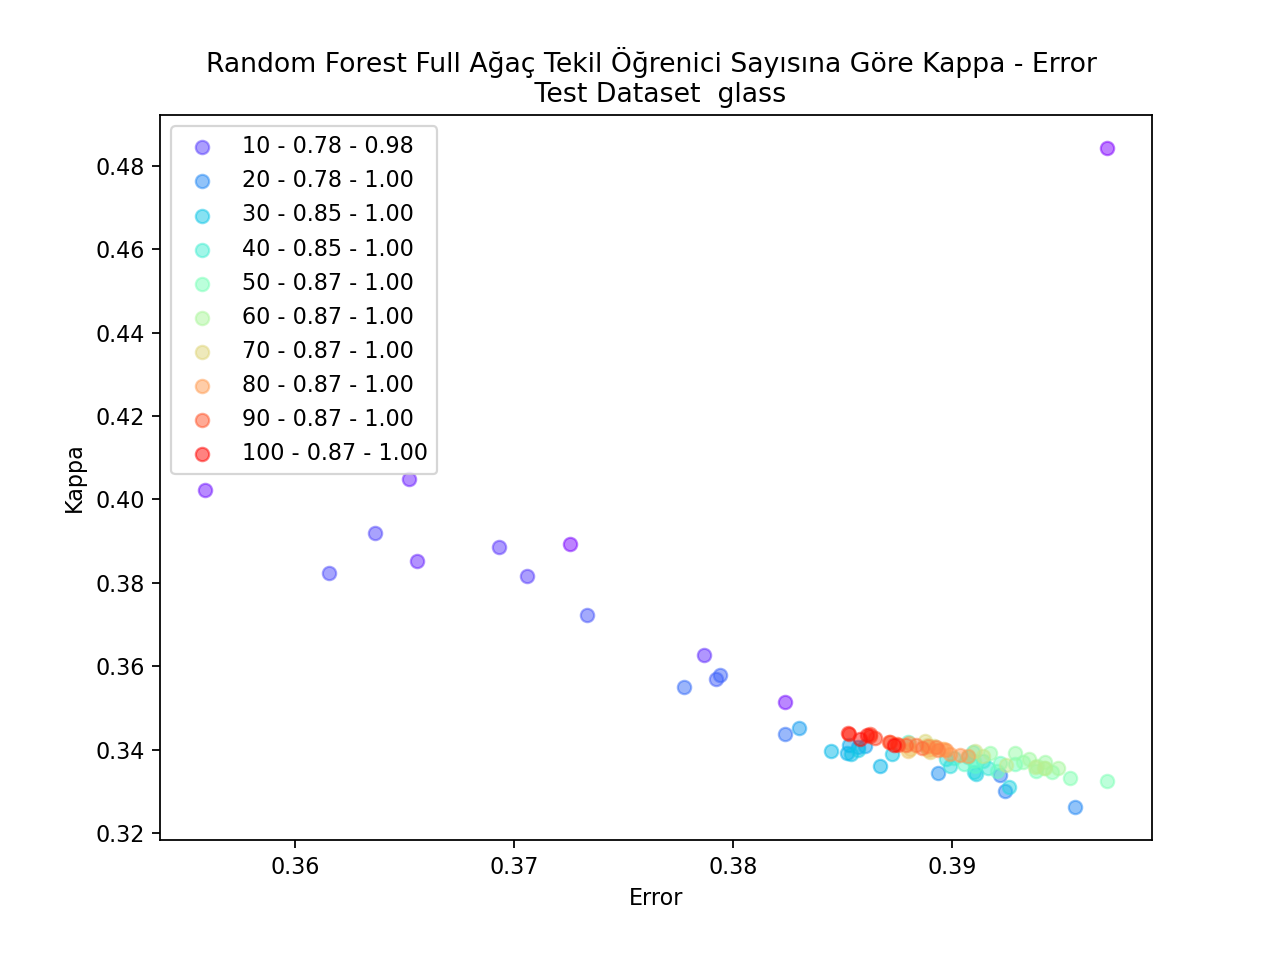 Random Forest Full Ağaç Tekil Öğrenici Sayısına Göre Kappa - Error
Test Dataset  glass
10 - 0.78 - 0.98
20 - 0.78 - 1.00
30 - 0.85 - 1.00
40 - 0.85 - 1.00
50 - 0.87 - 1.00
60 - 0.87 - 1.00
70 - 0.87 - 1.00
80 - 0.87 - 1.00
90 - 0.87 - 1.00
100 - 0.87 - 1.00
Kappa
0.48
0.46
0.44
0.42
0.40
0.38
0.36
0.34
0.32
0.36
0.37
0.38
0.39
Error